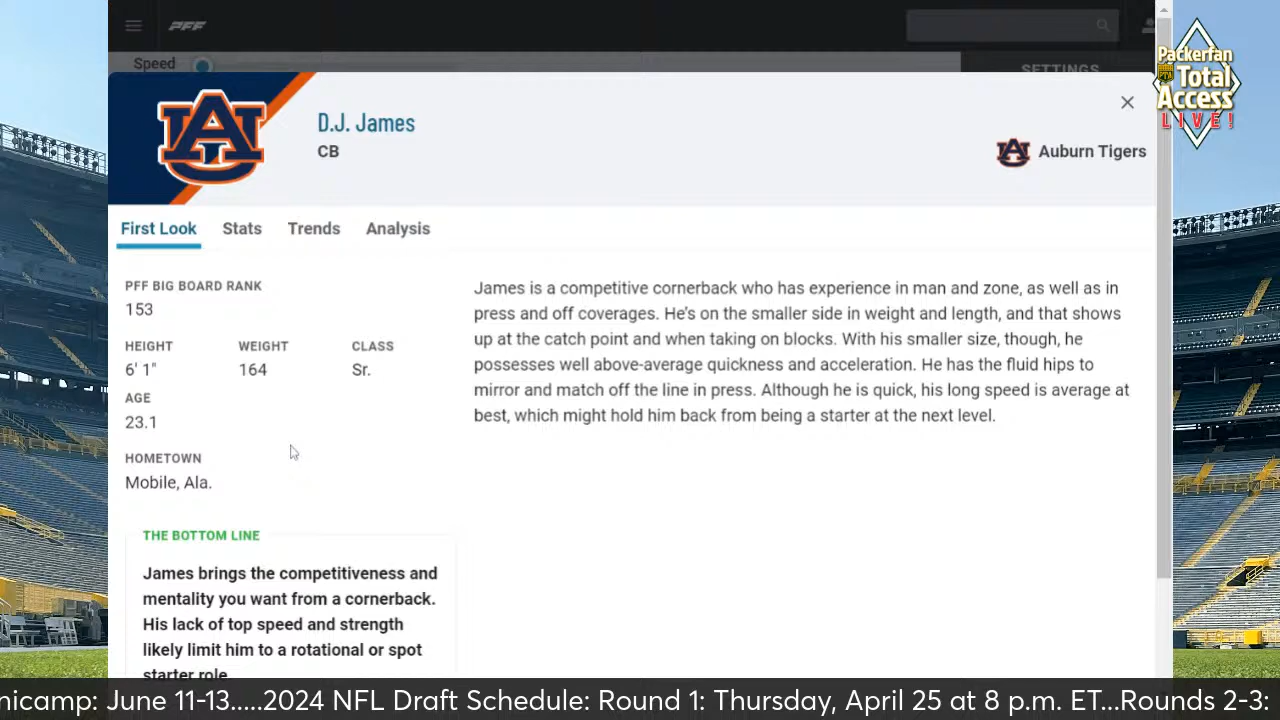 PFF
Packerfan
PTA
Total
Access
LIVE!
Speed
SETTINGS
D.J. James
CB
Auburn Tigers
First Look
Stats
Trends
Analysis
PFF BIG BOARD RANK
153
HEIGHT
WEIGHT
CLASS
6' 1"
164
Sr.
AGE
23.1
HOMETOWN
Mobile, Ala.
James is a competitive cornerback who has experience in man and zone, as well as in
press and off coverages. He's on the smaller side in weight and length, and that shows
up at the catch point and when taking on blocks. With his smaller size, though, he
possesses well above-average quickness and acceleration. He has the fluid hips to
mirror and match off the line in press. Although he is quick, his long speed is average at
best, which might hold him back from being a starter at the next level.
THE BOTTOM LINE
James brings the competitiveness and
mentality you want from a cornerback.
His lack of top speed and strength
likely limit him to a rotational or spot
starter role.
nicamp: June 11-13.....2024 NFL Draft Schedule: Round 1: Thursday, April 25 at 8 p.m. ET...Rounds 2-3: